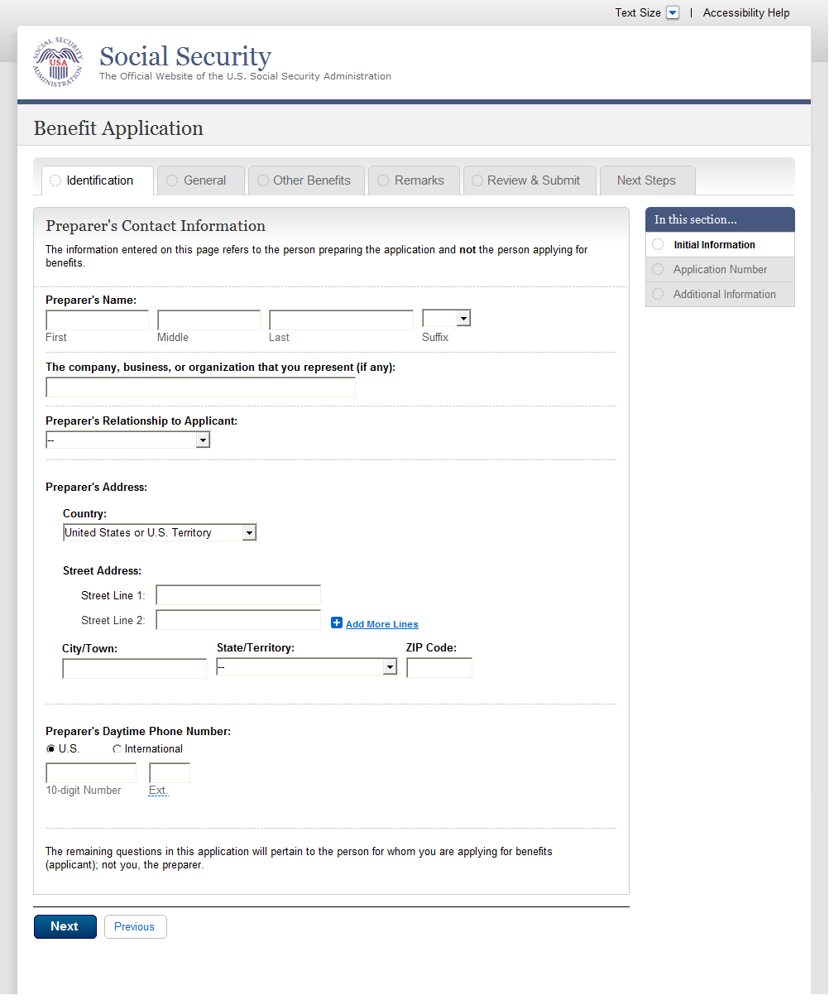 Text Size | Accessibility Help
SOCIAL SECURITY ADMINISTRATION
USA
Social Security
The Official Website of the U.S. Social Security Administration
Benefit Application
Identification General Other Benefits Remarks Review & Submit Next Steps
Preparer's Contact Information
The information entered on this page refers to the person preparing the application and not the person applying for
benefits.
In this section...
Initial Information
Application Number
Additional Information
Preparer's Name:
First Middle Last Suffix
The company, business, or organization that you represent (if any):
Preparer's Relationship to Applicant:
--
Preparer's Address:
Country:
United States or U.S. Territory
Street Address:
Street Line 1:
Street Line 2:
Add More Lines
City/Town: State/Territory: ZIP Code:
--
Preparer's Daytime Phone Number:
U.S. International
10-digit Number Ext.
The remaining questions in this application will pertain to the person for whom you are applying for benefits
(applicant); not you, the preparer.
Next Previous